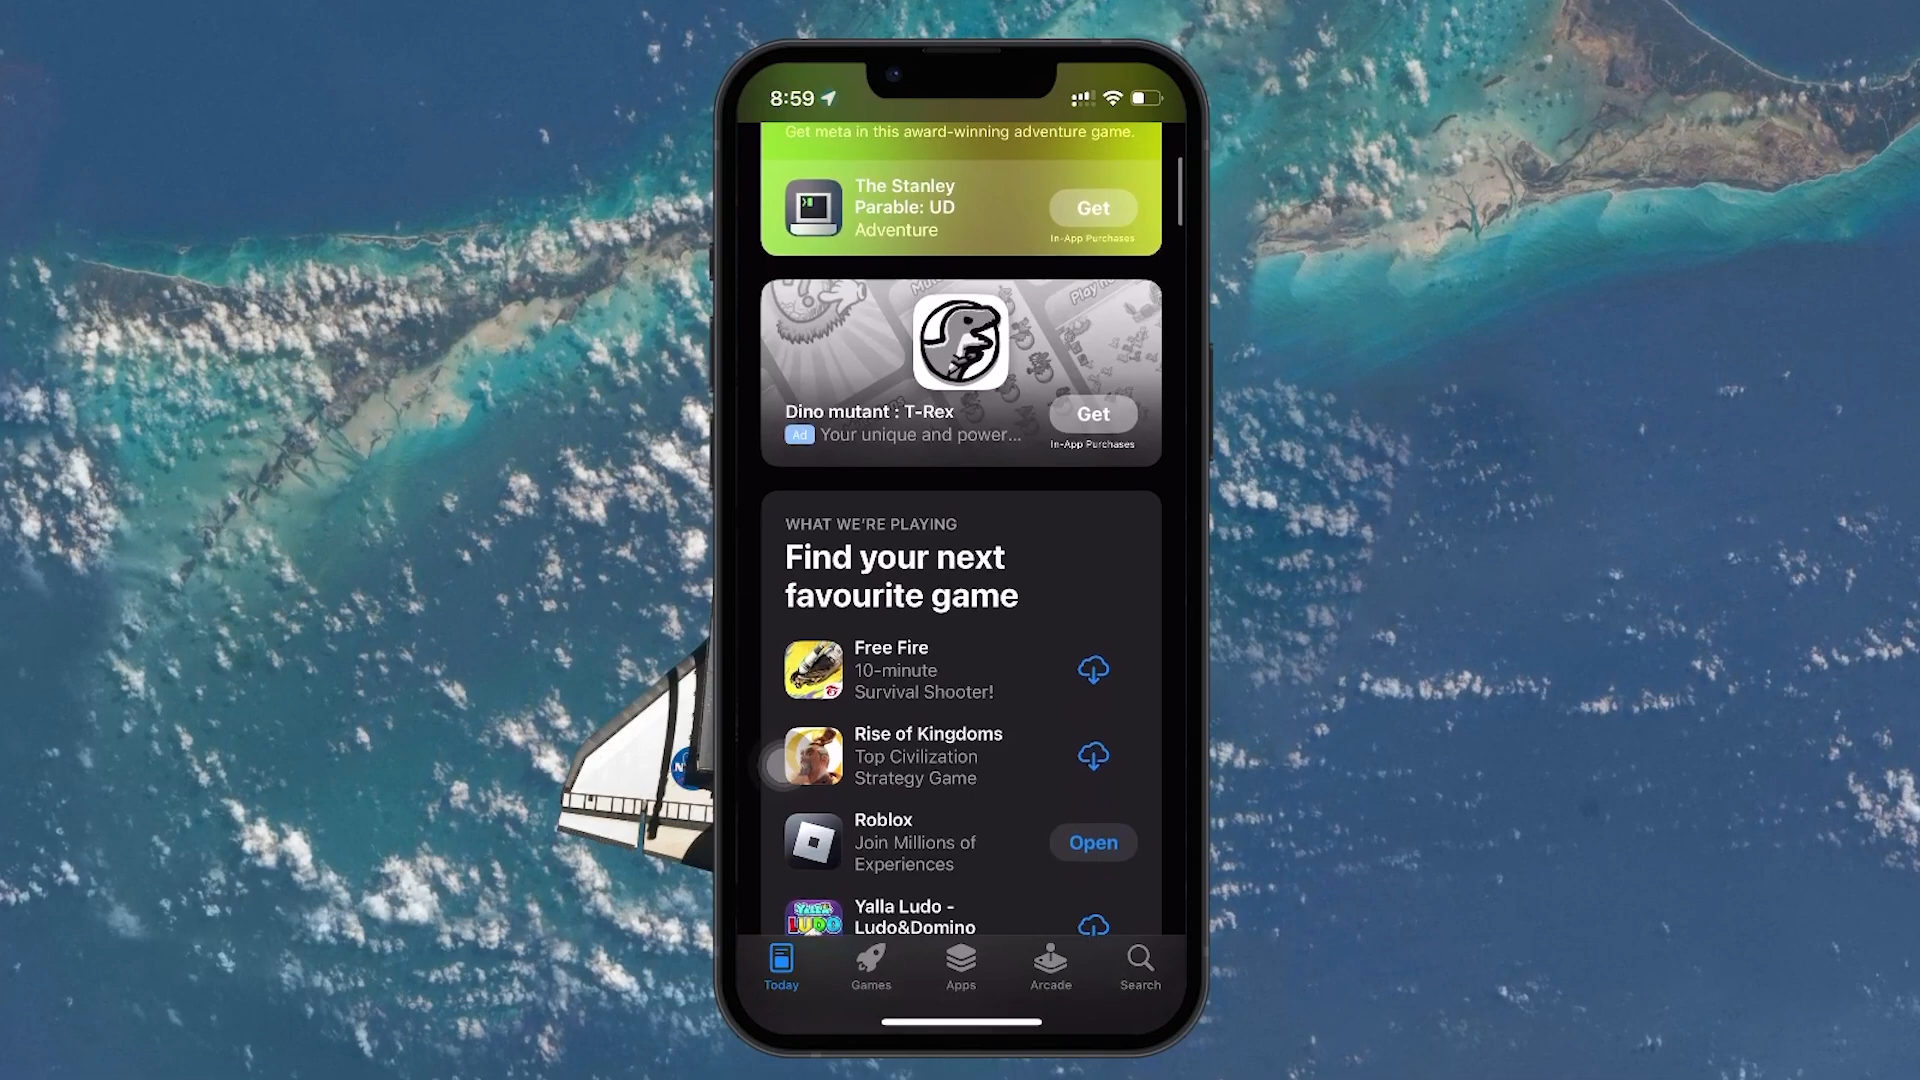 8:59
Get meta in this award-winning adventure game.
The Stanley
Parable: UD
Adventure
Get
In-App Purchases
Dino mutant : T-Rex
Ad Your unique and power...
Get
In-App Purchases
WHAT WE'RE PLAYING
Find your next
favourite game
Free Fire
10-minute
Survival Shooter!
Rise of Kingdoms
Top Civilization
Strategy Game
Roblox
Join Millions of
Experiences
Open
YALLA
LUDO
Yalla Ludo -
Ludo&Domino
Today
Games
Apps
Arcade
Search